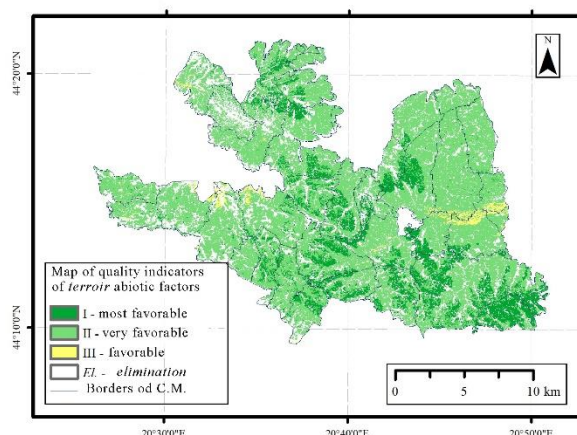 N
44°20'0"N
44°10'0"N
Map of quality indicators
of terroir abiotic factors
I - most favorable
II - very favorable
III - favorable
El. - elimination
Borders od C.M.
0 5 10 km
20°30'0"E 20°40'0"E 20°50'0"E